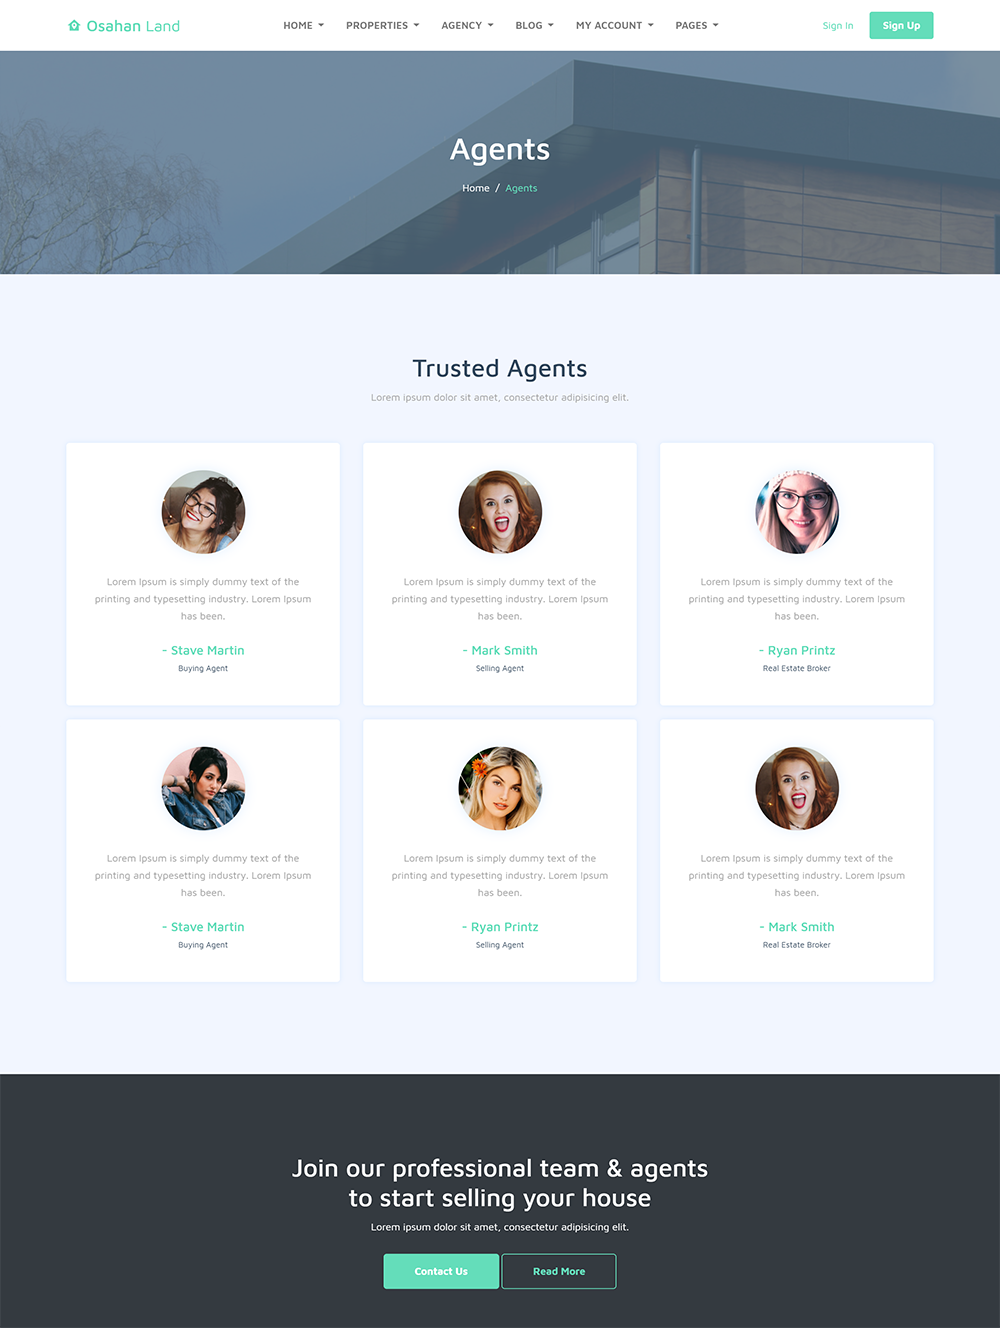 Osahan Land
HOME PROPERTIES AGENCY BLOG MY ACCOUNT PAGES
Sign In Sign Up
Agents
Home / Agents
Trusted Agents
Lorem ipsum dolor sit amet, consectetur adipisicing elit.
Lorem Ipsum is simply dummy text of the
printing and typesetting industry. Lorem Ipsum
has been.
- Stave Martin
Buying Agent
Lorem Ipsum is simply dummy text of the
printing and typesetting industry. Lorem Ipsum
has been.
- Mark Smith
Selling Agent
Lorem Ipsum is simply dummy text of the
printing and typesetting industry. Lorem Ipsum
has been.
- Ryan Printz
Real Estate Broker
Lorem Ipsum is simply dummy text of the
printing and typesetting industry. Lorem Ipsum
has been.
- Stave Martin
Buying Agent
Lorem Ipsum is simply dummy text of the
printing and typesetting industry. Lorem Ipsum
has been.
- Ryan Printz
Selling Agent
Lorem Ipsum is simply dummy text of the
printing and typesetting industry. Lorem Ipsum
has been.
- Mark Smith
Real Estate Broker
Join our professional team & agents
to start selling your house
Lorem ipsum dolor sit amet, consectetur adipisicing elit.
Contact Us Read More